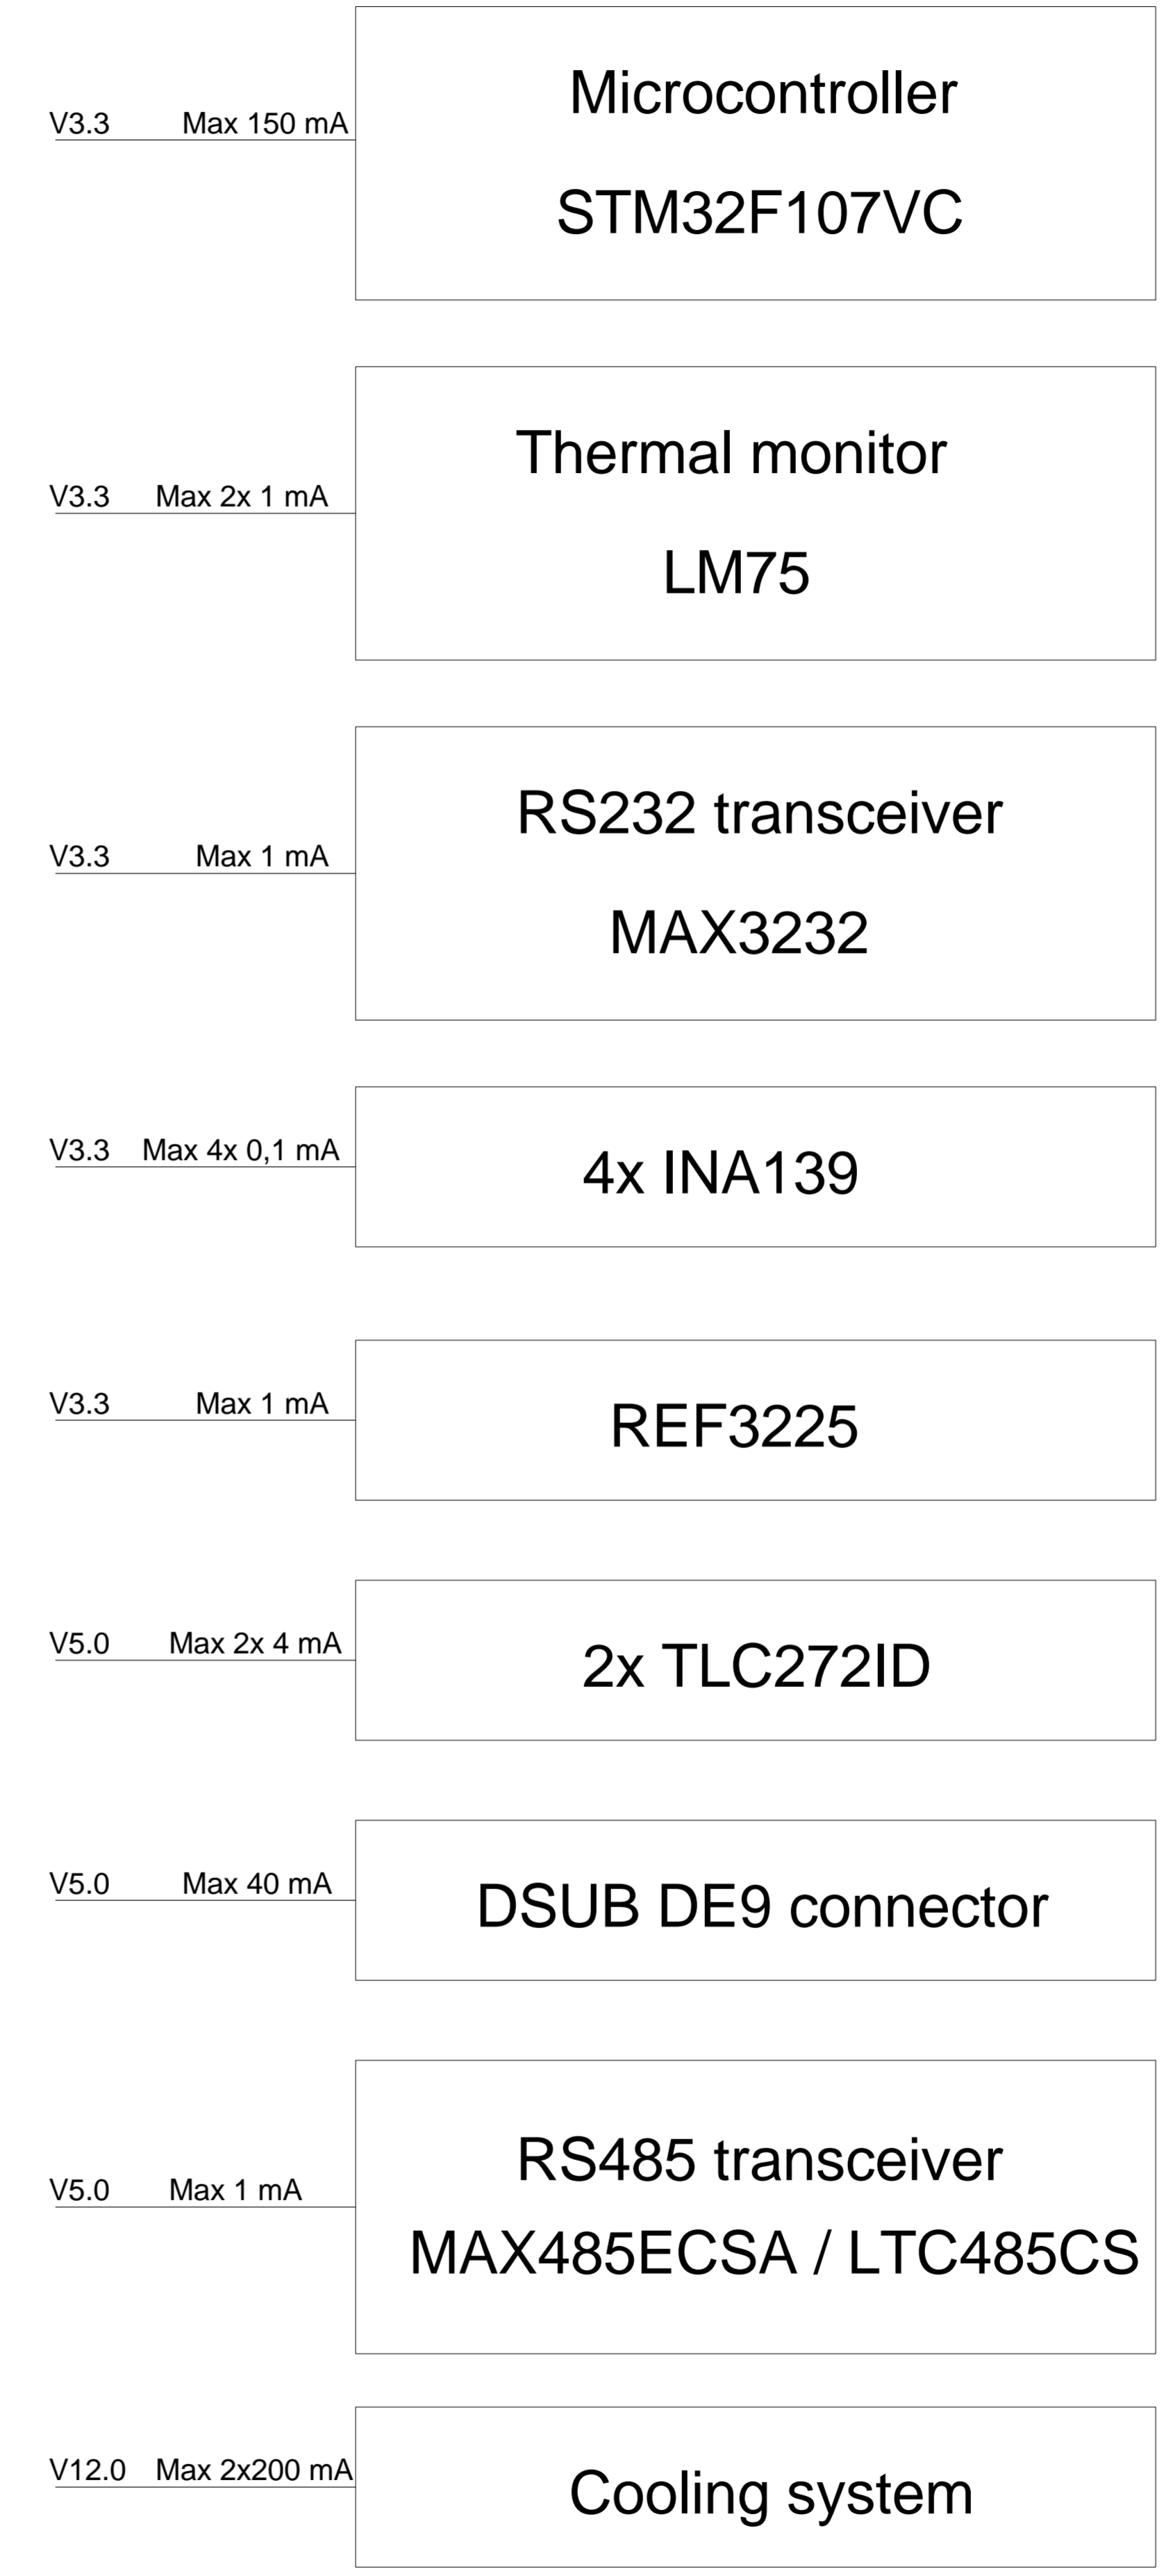 Microcontroller
V3.3 Max 150 mA
STM32F107VC
Thermal monitor
V3.3 Max 2x 1 mA
LM75
RS232 transceiver
V3.3 Max 1 mA
MAX3232
V3.3 Max 4x 0,1 mA
4x INA139
V3.3 Max 1 mA
REF3225
V5.0 Max 2x 4 mA
2x TLC272ID
V5.0 Max 40 mA
DSUB DE9 connector
RS485 transceiver
V5.0 Max 1 mA
MAX485ECSA / LTC485CS
V12.0 Max 2x200 mA
Cooling system